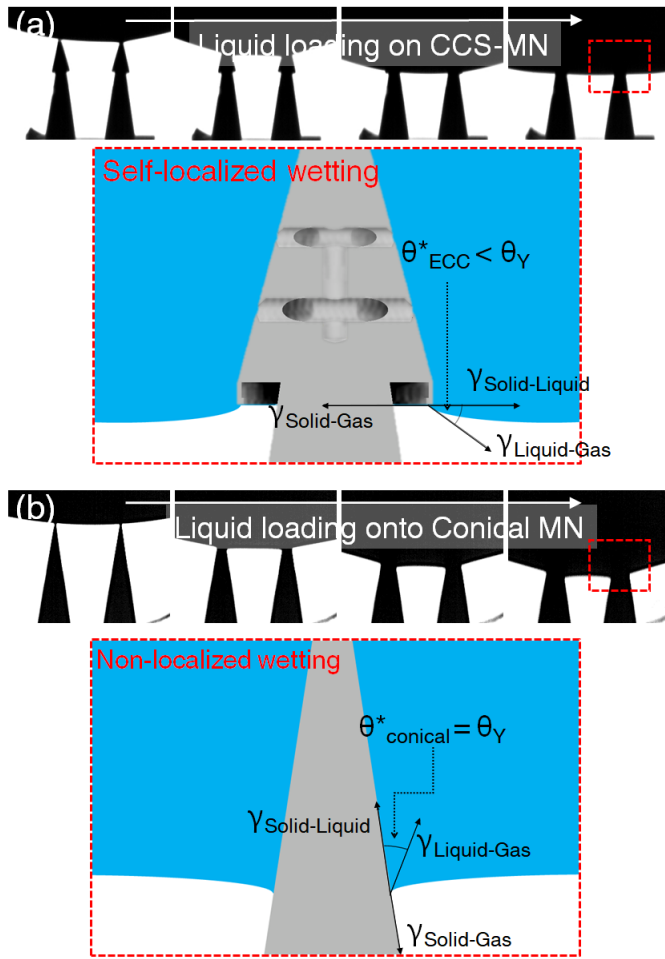 (a)
Liquid loading on CCS-MN
Self-localized wetting
θ*ECC < θY
γSolid-Liquid
γSolid-Gas
γLiquid-Gas
(b)
Liquid loading onto Conical MN
Non-localized wetting
θ*conical = θY
γSolid-Liquid
γLiquid-Gas
γSolid-Gas